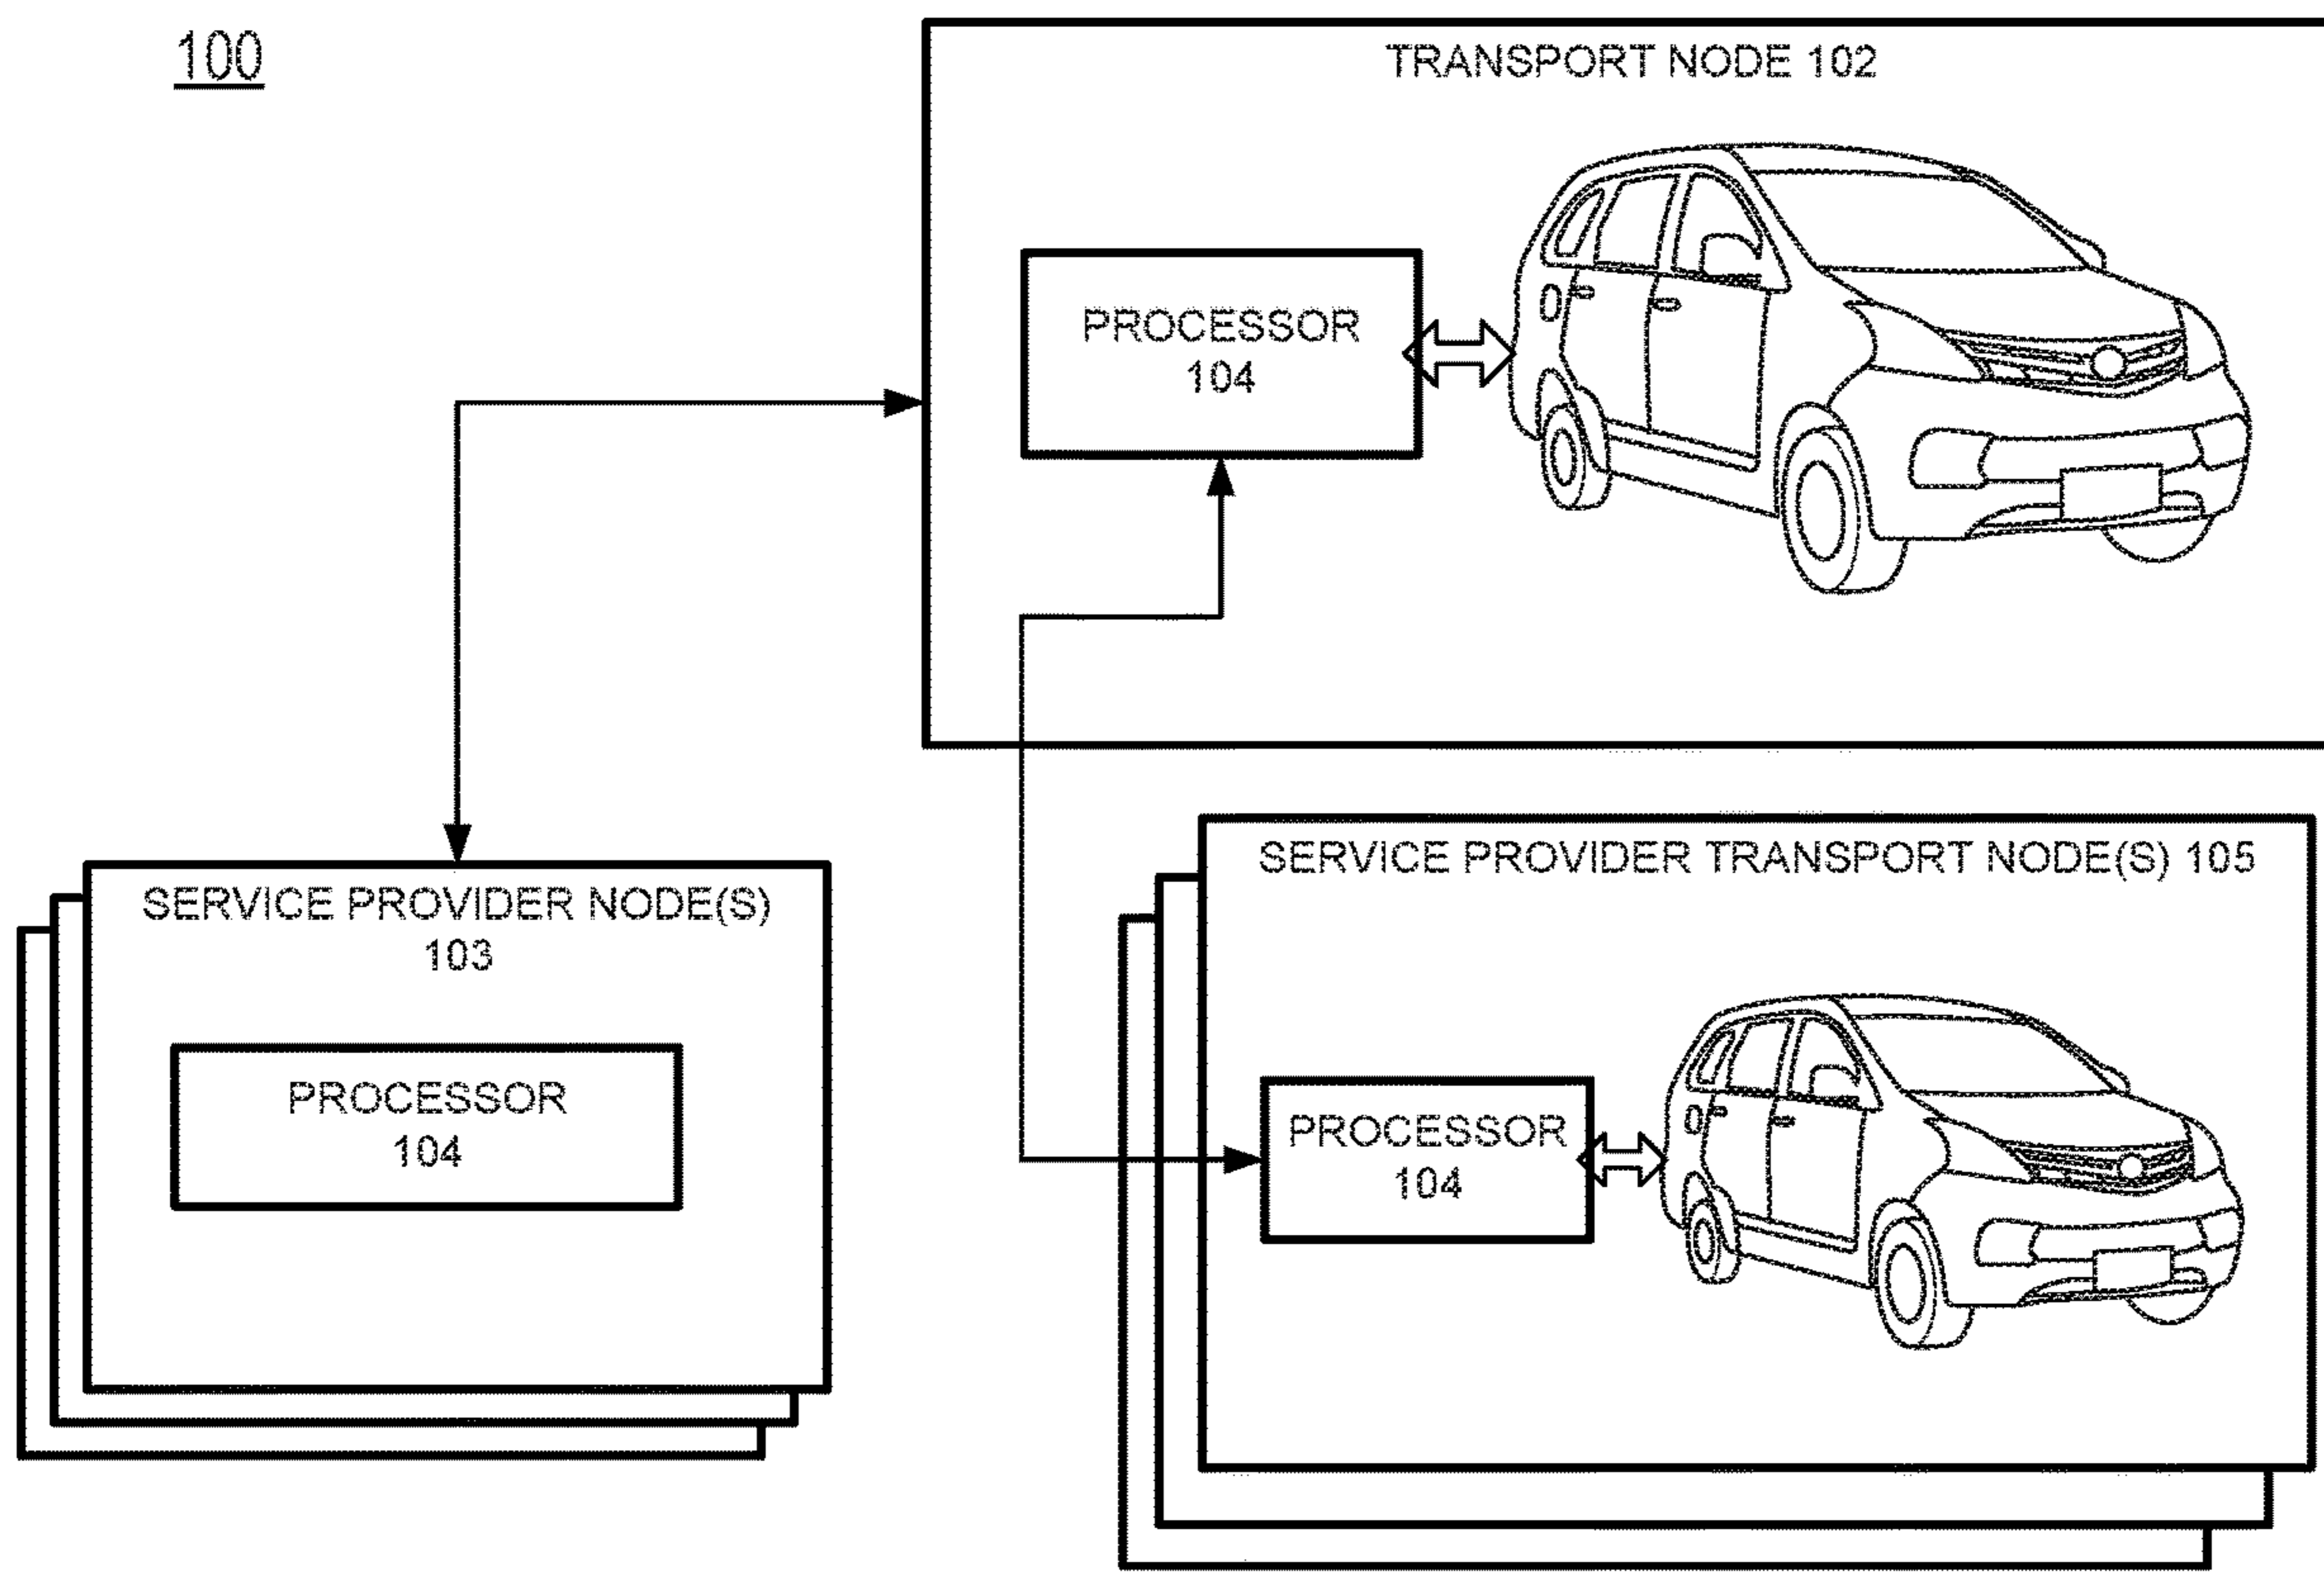 100
TRANSPORT NODE 102
PROCESSOR
104
SERVICE PROVIDER NODE(S)
103
PROCESSOR
104
SERVICE PROVIDER TRANSPORT NODE(S) 105
PROCESSOR
104